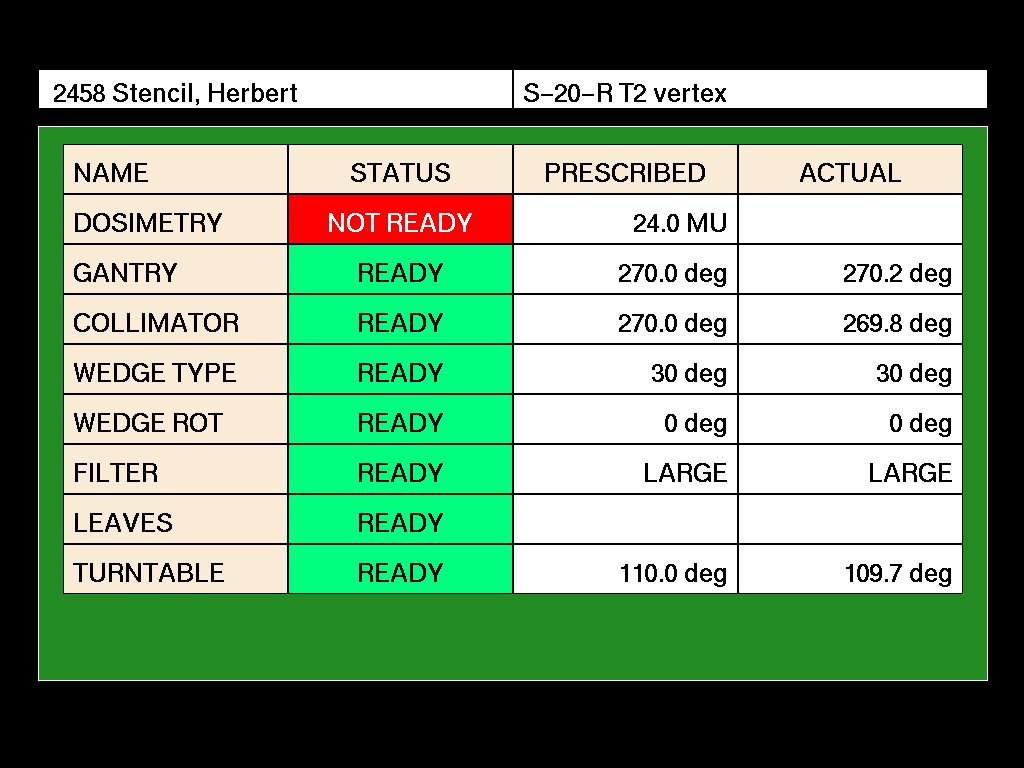 2458 Stencil, Herbert S−20−R T2 vertex
NAME STATUS PRESCRIBED ACTUAL
DOSIMETRY NOT READY 24.0 MU
GANTRY READY 270.0 deg 270.2 deg
COLLIMATOR READY 270.0 deg 269.8 deg
WEDGE TYPE READY 30 deg 30 deg
WEDGE ROT READY 0 deg 0 deg
FILTER READY LARGE LARGE
LEAVES READY
TURNTABLE READY 110.0 deg 109.7 deg